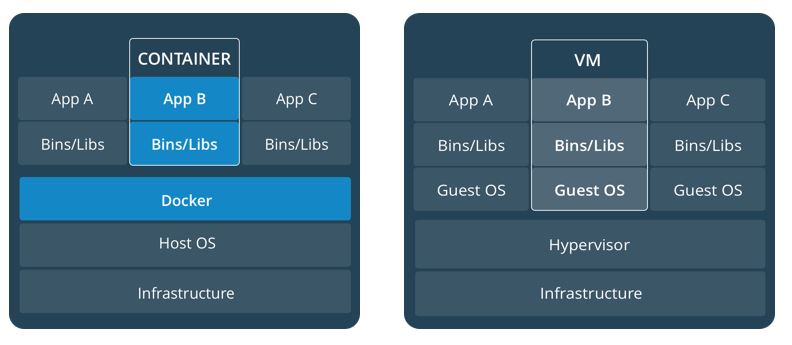 CONTAINER
App A App B App C
Bins/Libs Bins/Libs Bins/Libs
Docker
Host OS
Infrastructure
VM
App A App B App C
Bins/Libs Bins/Libs Bins/Libs
Guest OS Guest OS Guest OS
Hypervisor
Infrastructure